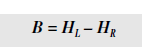 B = H_L – H_R